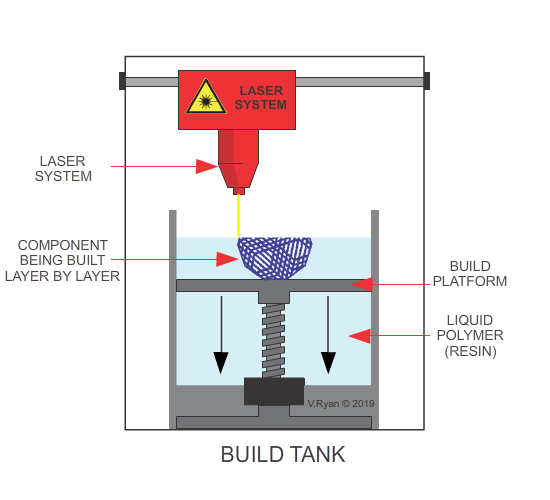 LASER
SYSTEM
LASER
SYSTEM
COMPONENT
BEING BUILT
LAYER BY LAYER
BUILD
PLATFORM
LIQUID
POLYMER
(RESIN)
V.Ryan © 2019
BUILD TANK